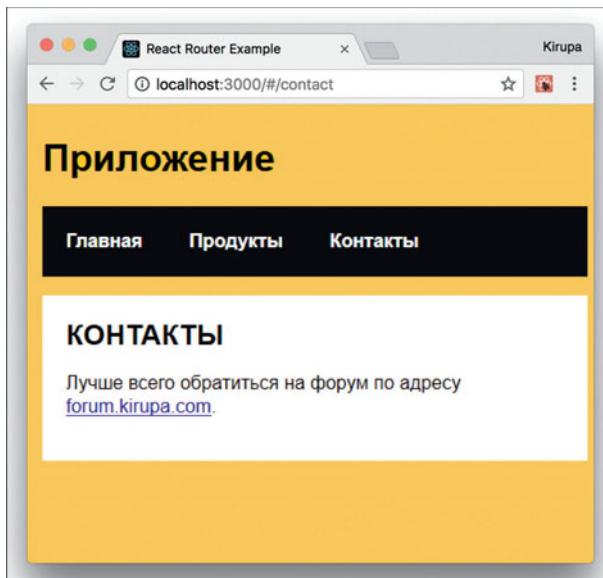 React Router Example
Kirupa
localhost:3000/#/contact
Приложение
Главная Продукты Контакты
КОНТАКТЫ
Лучше всего обратиться на форум по адресу
forum.kirupa.com.